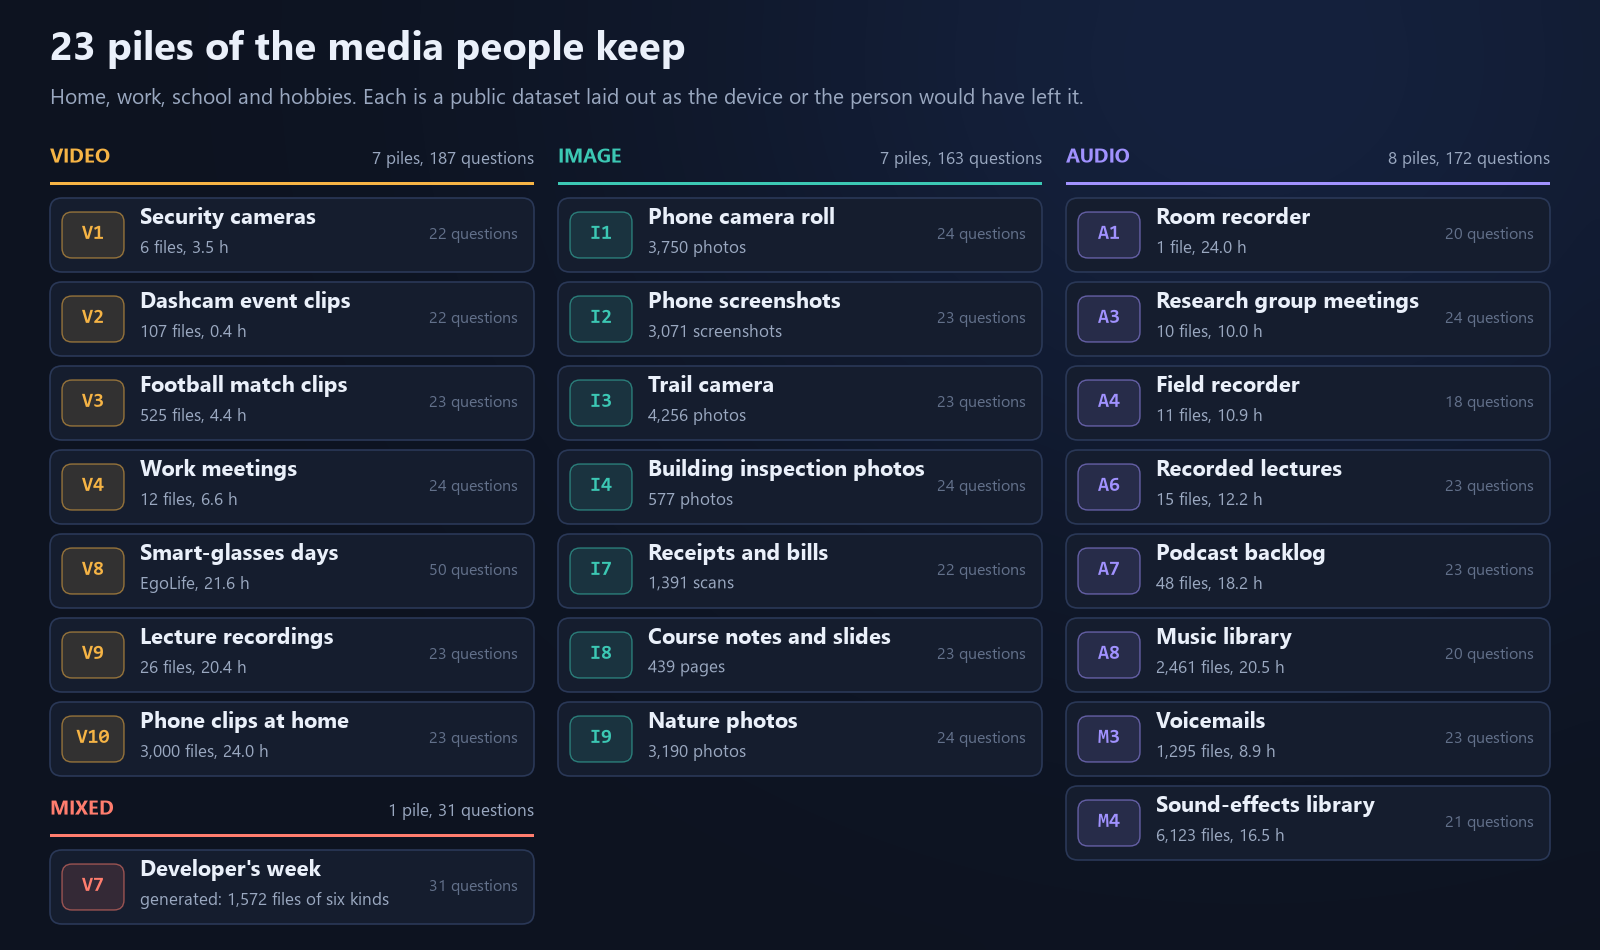 23 piles of the media people keep
Home, work, school and hobbies. Each is a public dataset laid out as the device or the person would have left it.
VIDEO
7 piles, 187 questions
V1
Security cameras
6 files, 3.5 h
22 questions
V2
Dashcam event clips
107 files, 0.4 h
22 questions
V3
Football match clips
525 files, 4.4 h
23 questions
V4
Work meetings
12 files, 6.6 h
24 questions
V8
Smart-glasses days
EgoLife, 21.6 h
50 questions
V9
Lecture recordings
26 files, 20.4 h
23 questions
V10
Phone clips at home
3,000 files, 24.0 h
23 questions
MIXED
1 pile, 31 questions
V7
Developer's week
generated: 1,572 files of six kinds
31 questions
IMAGE
7 piles, 163 questions
I1
Phone camera roll
3,750 photos
24 questions
I2
Phone screenshots
3,071 screenshots
23 questions
I3
Trail camera
4,256 photos
23 questions
I4
Building inspection photos
577 photos
24 questions
I7
Receipts and bills
1,391 scans
22 questions
I8
Course notes and slides
439 pages
23 questions
I9
Nature photos
3,190 photos
24 questions
AUDIO
8 piles, 172 questions
A1
Room recorder
1 file, 24.0 h
20 questions
A3
Research group meetings
10 files, 10.0 h
24 questions
A4
Field recorder
11 files, 10.9 h
18 questions
A6
Recorded lectures
15 files, 12.2 h
23 questions
A7
Podcast backlog
48 files, 18.2 h
23 questions
A8
Music library
2,461 files, 20.5 h
20 questions
M3
Voicemails
1,295 files, 8.9 h
23 questions
M4
Sound-effects library
6,123 files, 16.5 h
21 questions